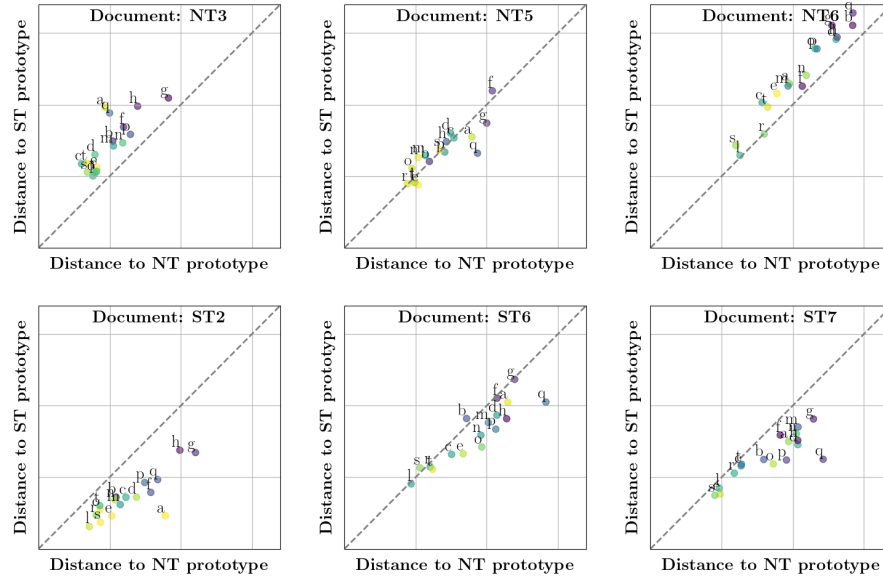 Document: NT3
Document: NT5
Document: NT6
Distance to ST prototype
Distance to ST prototype
Distance to ST prototype
a
q
h
g
f
b
p
m
n
d
c
t
s
e
f
g
d
h
a
q
s
p
n
m
o
r
t
q
b
o
p
n
a
m
f
e
c
t
r
s
l
Distance to NT prototype
Distance to NT prototype
Distance to NT prototype
Document: ST2
Document: ST6
Document: ST7
Distance to ST prototype
Distance to ST prototype
Distance to ST prototype
h
g
p
q
f
d
c
b
m
t
o
r
s
e
l
a
g
f
a
q
d
h
b
m
p
n
o
c
e
s
r
t
l
g
m
f
a
d
q
p
b
o
c
r
s
e
l
Distance to NT prototype
Distance to NT prototype
Distance to NT prototype